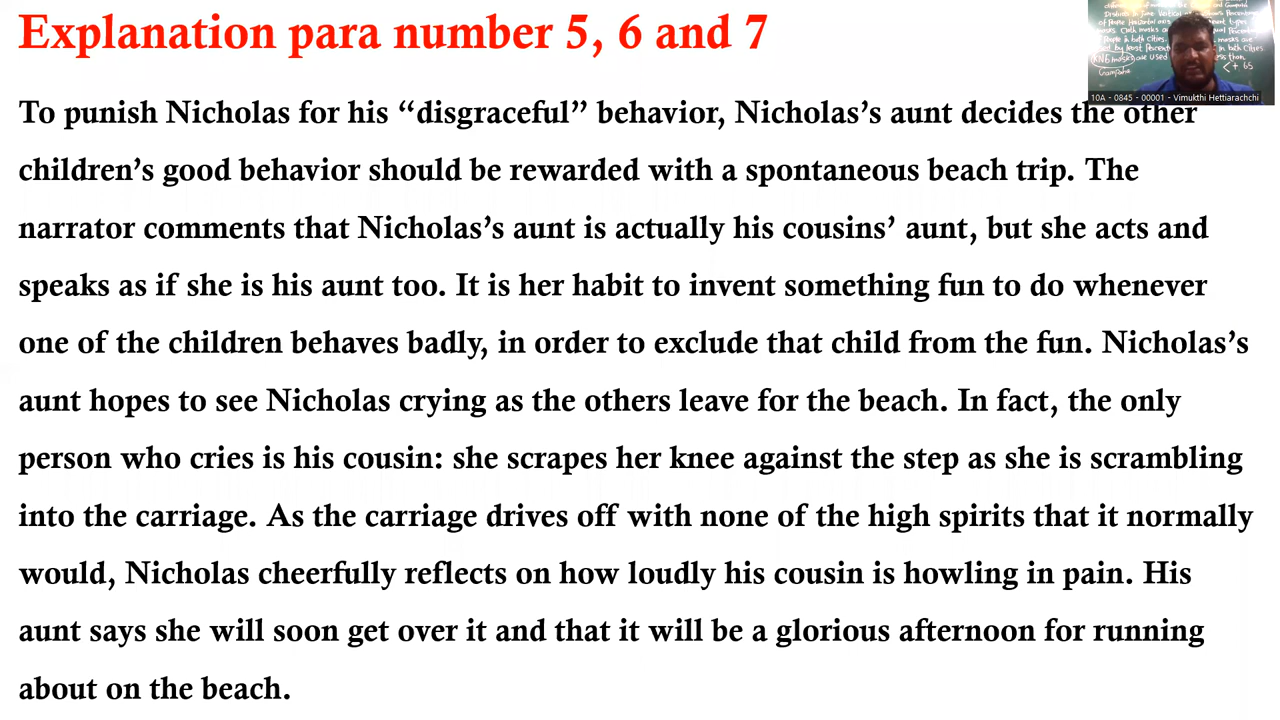 Explanation para number 5, 6 and 7
To punish Nicholas for his “disgraceful” behavior, Nicholas’s aunt decides the other
children’s good behavior should be rewarded with a spontaneous beach trip. The
narrator comments that Nicholas’s aunt is actually his cousins’ aunt, but she acts and
speaks as if she is his aunt too. It is her habit to invent something fun to do whenever
one of the children behaves badly, in order to exclude that child from the fun. Nicholas’s
aunt hopes to see Nicholas crying as the others leave for the beach. In fact, the only
person who cries is his cousin: she scrapes her knee against the step as she is scrambling
into the carriage. As the carriage drives off with none of the high spirits that it normally
would, Nicholas cheerfully reflects on how loudly his cousin is howling in pain. His
aunt says she will soon get over it and that it will be a glorious afternoon for running
about on the beach.
10A - 0845 - 00001 - Vimukthi Hettiarachchi